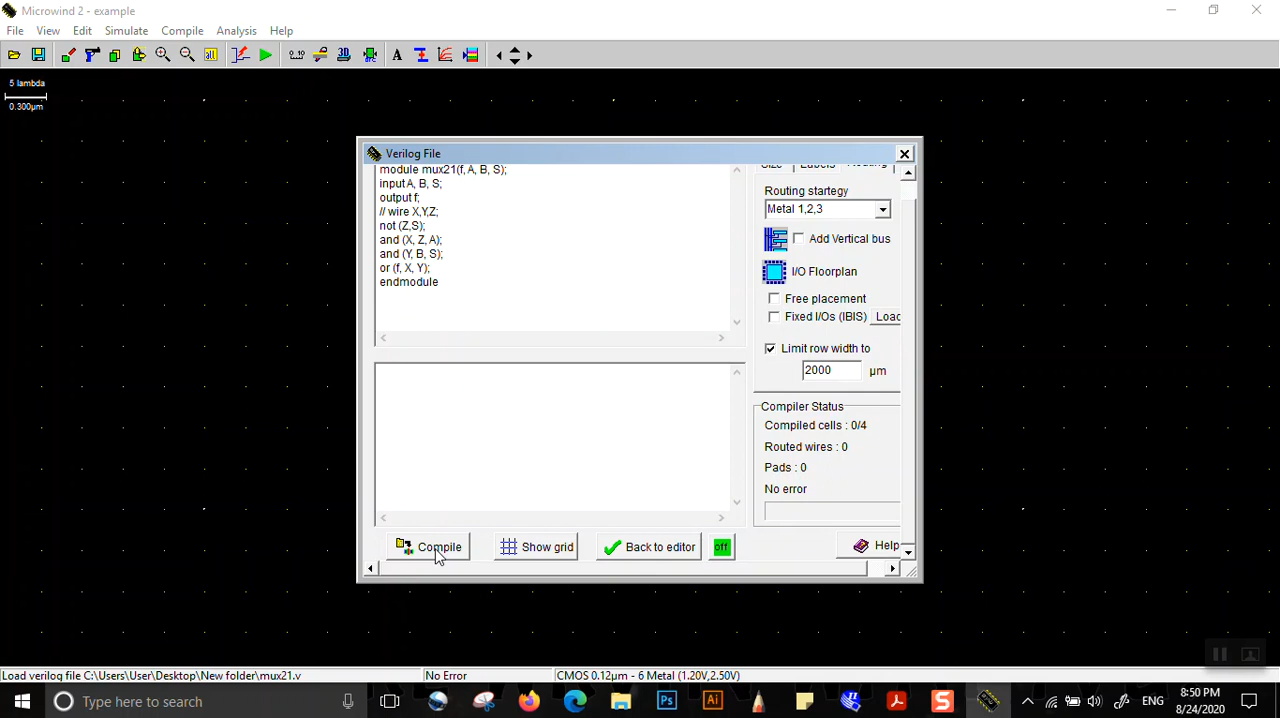 Microwind 2 - example
File View Edit Simulate Compile Analysis Help
5 lambda
0.300µm
Verilog File
module mux21(f, A, B, S);
input A, B, S;
output f;
// wire X,Y,Z;
not (Z,S);
and (X, Z, A);
and (Y, B, S);
or (f, X, Y);
endmodule
Size Labels Routing
Routing startegy
Metal 1,2,3
Add Vertical bus
I/O Floorplan
Free placement
Fixed I/Os (IBIS) Load
Limit row width to
2000 µm
Compiler Status
Compiled cells : 0/4
Routed wires : 0
Pads : 0
No error
Compile Show grid Back to editor off Help
Load verilog file C:\Users\User\Desktop\New folder\mux21.v No Error CMOS 0.12µm - 6 Metal (1.20V,2.50V)
Type here to search
ENG
8:50 PM
8/24/2020